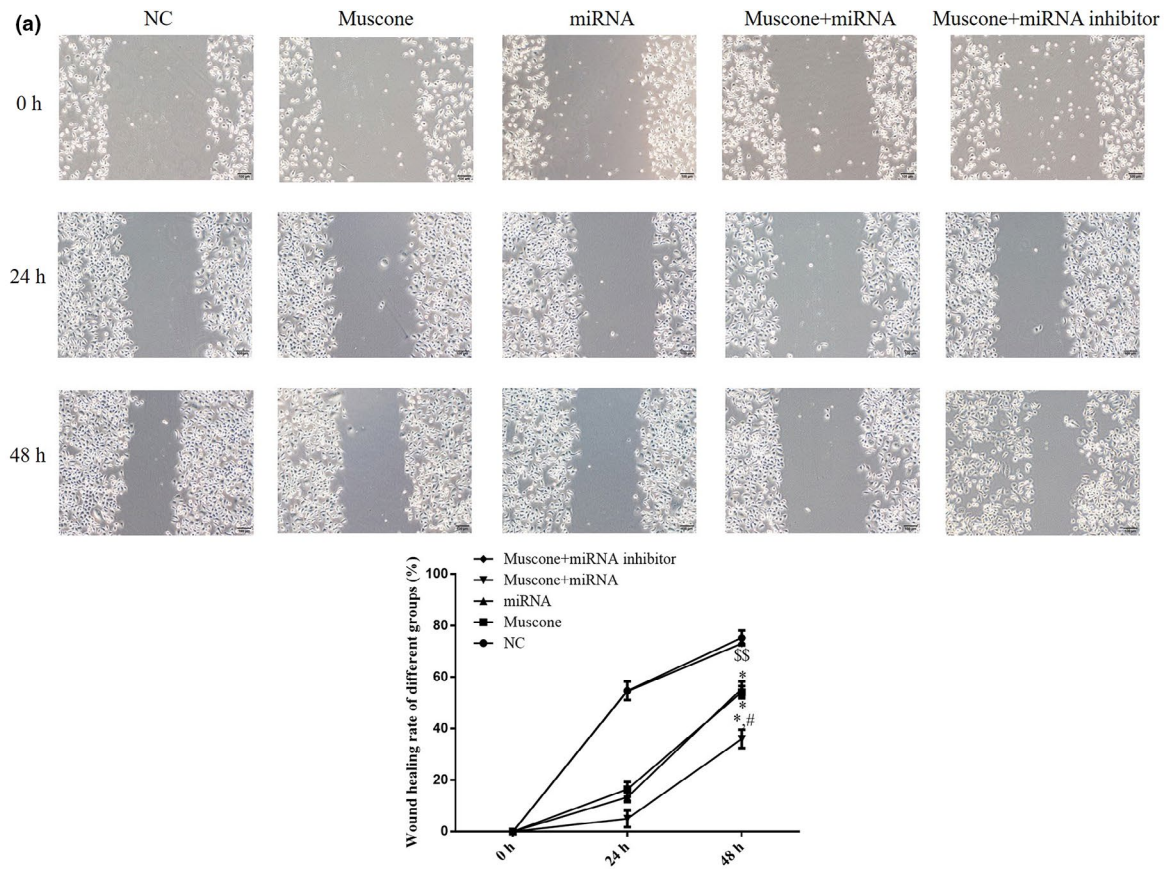 (a)
NC Muscone miRNA Muscone+miRNA Muscone+miRNA inhibitor
0 h
24 h
48 h
Muscone+miRNA inhibitor
Muscone+miRNA
miRNA
Muscone
NC
Wound healing rate of different groups (%)
100
80
60
40
20
0
$$
*
*
*,#
0 h
24 h
48 h